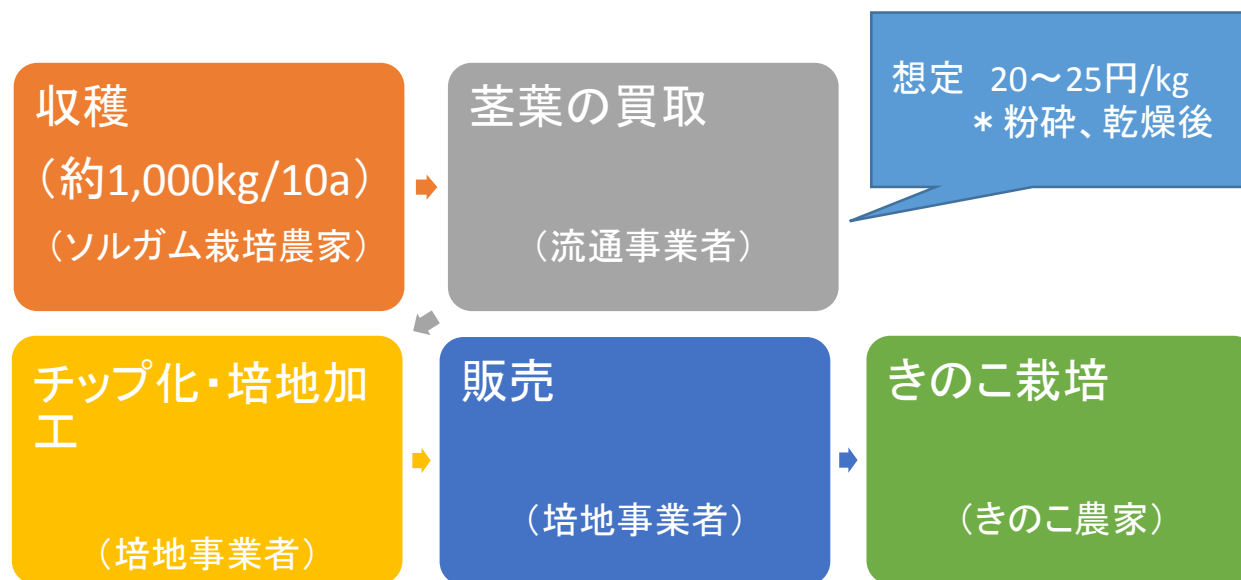 収穫
（約1,000kg/10a）
（ソルガム栽培農家）
茎葉の買取
（流通事業者）
想定　20～25円/kg
＊粉砕、乾燥後
チップ化・培地加
工
（培地事業者）
販売
（培地事業者）
きのこ栽培
（きのこ農家）